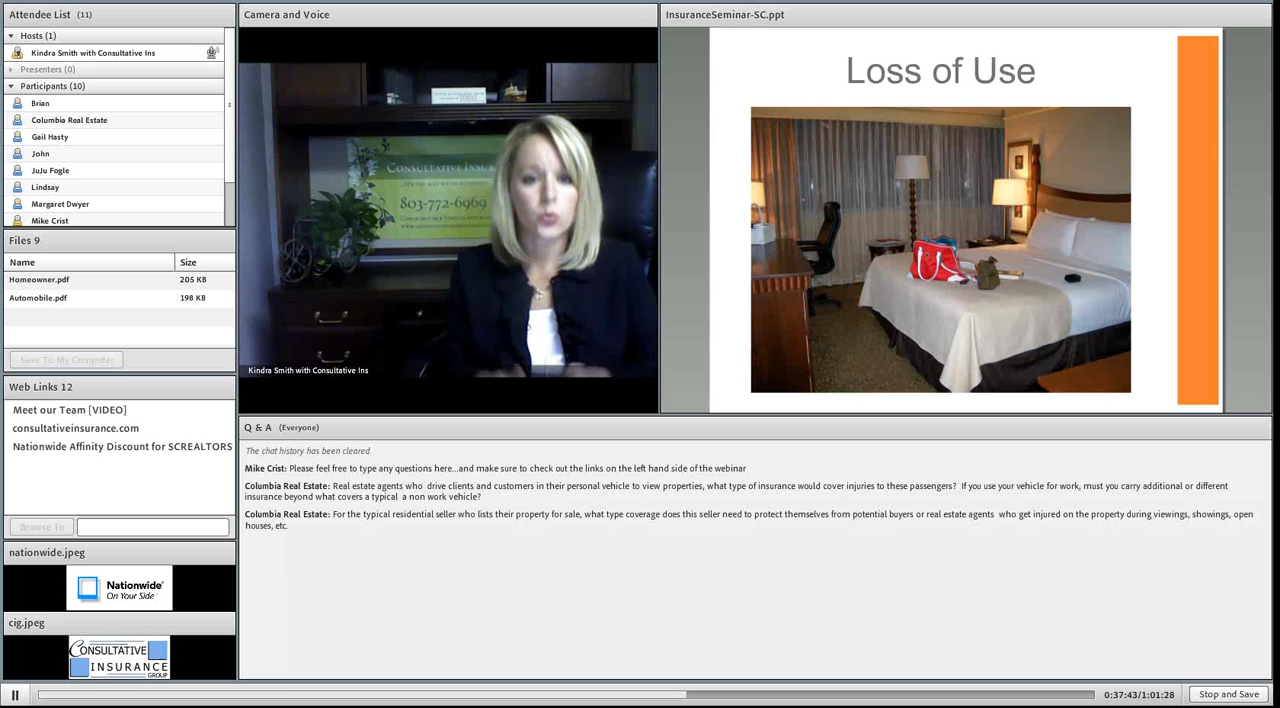 Attendee List (11)
Hosts (1)
Kindra Smith with Consultative Ins
Presenters (0)
Participants (10)
Brian
Columbia Real Estate
Gail Hasty
John
JuJu Fogle
Lindsay
Margaret Dwyer
Mike Crist
Files 9
Name Size
Homeowner.pdf 205 KB
Automobile.pdf 198 KB
Save To My Computer
Web Links 12
Meet our Team [VIDEO]
consultativeinsurance.com
Nationwide Affinity Discount for SCREALTORS
Browse To
nationwide.jpeg
Nationwide®
On Your Side™
cig.jpeg
CONSULTATIVE
INSURANCE
GROUP
Camera and Voice
CONSULTATIVE INSUR
803-772-6969
Kindra Smith with Consultative Ins
InsuranceSeminar-SC.ppt
Loss of Use
Q & A (Everyone)
The chat history has been cleared
Mike Crist: Please feel free to type any questions here...and make sure to check out the links on the left hand side of the webinar
Columbia Real Estate: Real estate agents who drive clients and customers in their personal vehicle to view properties, what type of insurance would cover injuries to these passengers? If you use your vehicle for work, must you carry additional or different
insurance beyond what covers a typical a non work vehicle?
Columbia Real Estate: For the typical residential seller who lists their property for sale, what type coverage does this seller need to protect themselves from potential buyers or real estate agents who get injured on the property during viewings, showings, open
houses, etc.
0:37:43/1:01:28
Stop and Save